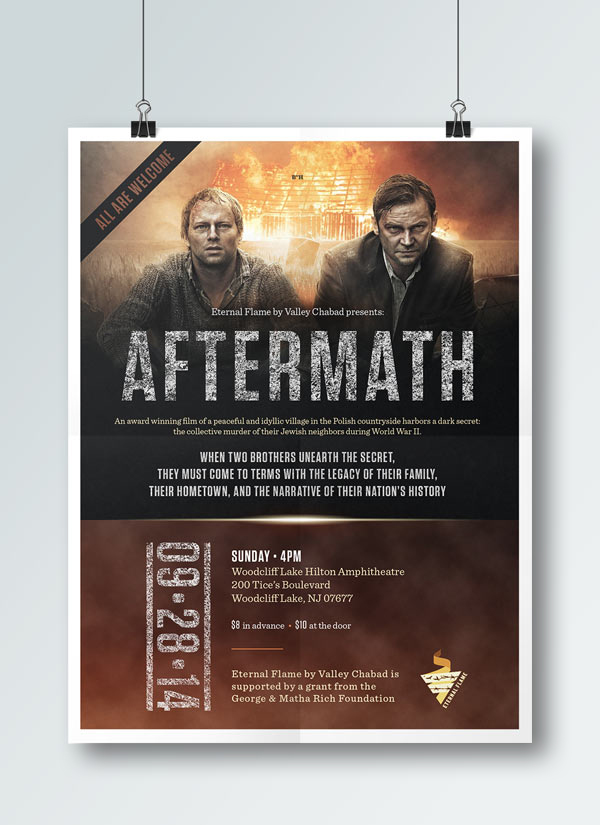 ALL ARE WELCOME
Eternal Flame by Valley Chabad presents:
AFTERMATH
An award winning film of a peaceful and idyllic village in the Polish countryside harbors a dark secret:
the collective murder of their Jewish neighbors during World War II.
WHEN TWO BROTHERS UNEARTH THE SECRET,
THEY MUST COME TO TERMS WITH THE LEGACY OF THEIR FAMILY,
THEIR HOMETOWN, AND THE NARRATIVE OF THEIR NATION'S HISTORY
09·28·14
SUNDAY • 4PM
Woodcliff Lake Hilton Amphitheatre
200 Tice's Boulevard
Woodcliff Lake, NJ 07677
$8 in advance • $10 at the door
Eternal Flame by Valley Chabad is
supported by a grant from the
George & Matha Rich Foundation
ETERNAL FLAME